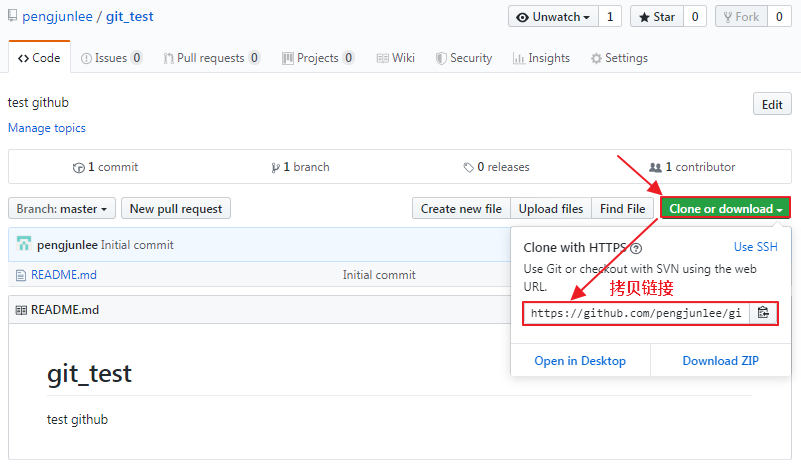 pengjunlee / git_test
Unwatch 1 Star 0 Fork 0
Code Issues 0 Pull requests 0 Projects 0 Wiki Security Insights Settings
test github
Edit
Manage topics
1 commit 1 branch 0 releases 1 contributor
Branch: master New pull request Create new file Upload files Find File Clone or download
pengjunlee Initial commit
README.md Initial commit
Clone with HTTPS Use SSH
Use Git or checkout with SVN using the web
URL.
拷贝链接
https://github.com/pengjunlee/gi
Open in Desktop Download ZIP
README.md
git_test
test github